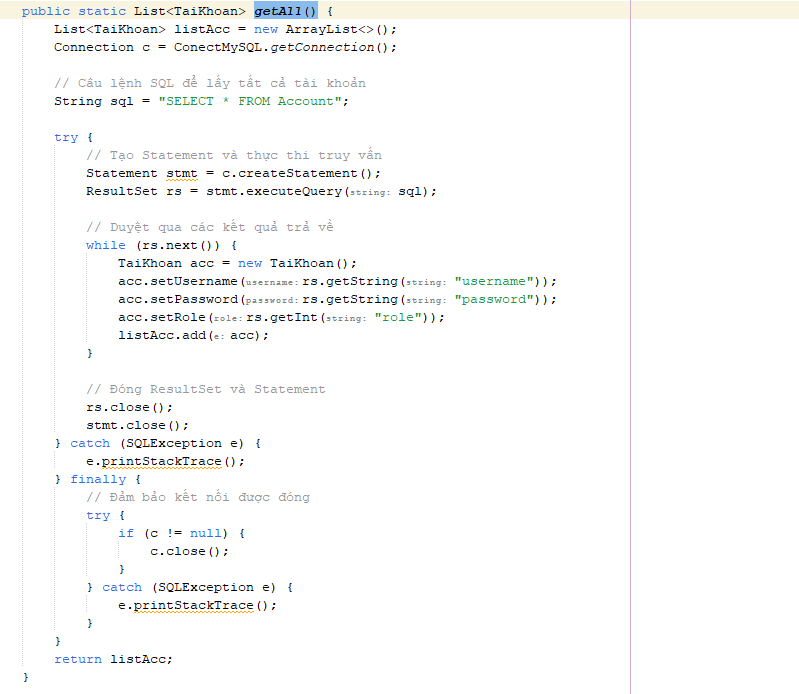 public static List<TaiKhoan> getAll() {
    List<TaiKhoan> listAcc = new ArrayList<>();
    Connection c = ConectMySQL.getConnection();

    // Câu lệnh SQL để lấy tất cả tài khoản
    String sql = "SELECT * FROM Account";

    try {
        // Tạo Statement và thực thi truy vấn
        Statement stmt = c.createStatement();
        ResultSet rs = stmt.executeQuery(string: sql);

        // Duyệt qua các kết quả trả về
        while (rs.next()) {
            TaiKhoan acc = new TaiKhoan();
            acc.setUsername(username: rs.getString(string: "username"));
            acc.setPassword(password: rs.getString(string: "password"));
            acc.setRole(role: rs.getInt(string: "role"));
            listAcc.add(e: acc);
        }

        // Đóng ResultSet và Statement
        rs.close();
        stmt.close();
    } catch (SQLException e) {
        e.printStackTrace();
    } finally {
        // Đảm bảo kết nối được đóng
        try {
            if (c != null) {
                c.close();
            }
        } catch (SQLException e) {
            e.printStackTrace();
        }
    }
    return listAcc;
}